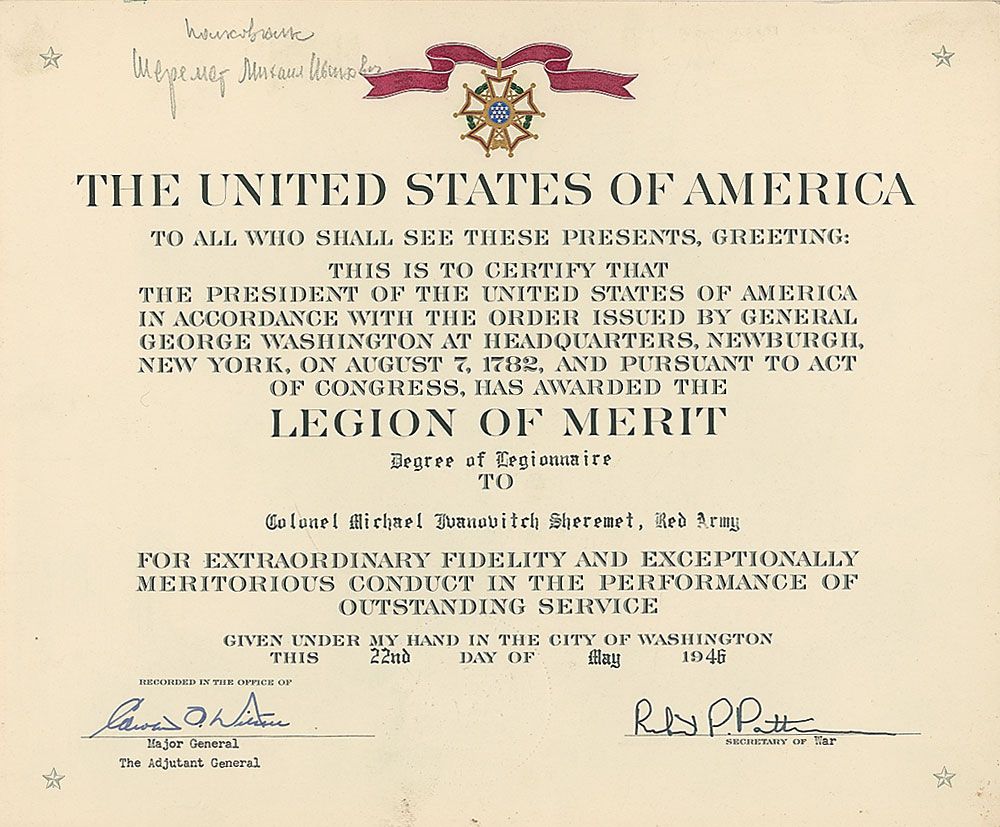 Полковник
Шеремет Михаил Иванович
THE UNITED STATES OF AMERICA
TO ALL WHO SHALL SEE THESE PRESENTS, GREETING:
THIS IS TO CERTIFY THAT
THE PRESIDENT OF THE UNITED STATES OF AMERICA
IN ACCORDANCE WITH THE ORDER ISSUED BY GENERAL
GEORGE WASHINGTON AT HEADQUARTERS, NEWBURGH,
NEW YORK, ON AUGUST 7, 1782, AND PURSUANT TO ACT
OF CONGRESS, HAS AWARDED THE
LEGION OF MERIT
Degree of Legionnaire
TO
Colonel Michael Ivanovitch Sheremet, Red Army
FOR EXTRAORDINARY FIDELITY AND EXCEPTIONALLY
MERITORIOUS CONDUCT IN THE PERFORMANCE OF
OUTSTANDING SERVICE
GIVEN UNDER MY HAND IN THE CITY OF WASHINGTON
THIS 22nd DAY OF May 1946
RECORDED IN THE OFFICE OF
Robert P. Patterson
Major General
SECRETARY OF War
The Adjutant General